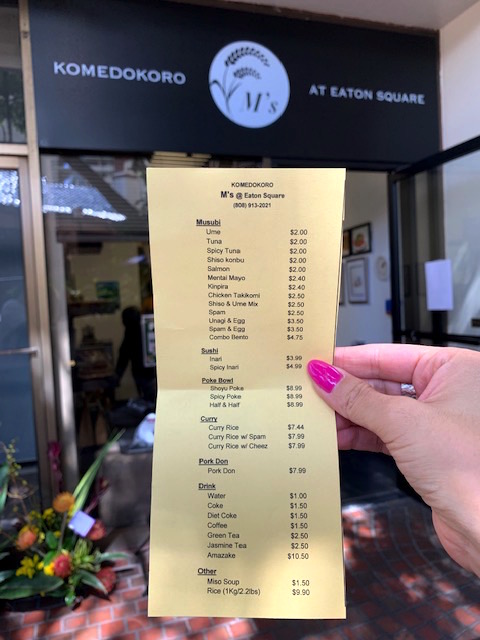 KOMEDOKORO
M's
AT EATON SQUARE
KOMEDOKORO
M's @ Eaton Square
(808) 913-2021
Musubi
Ume $2.00
Tuna $2.00
Spicy Tuna $2.00
Shiso konbu $2.00
Salmon $2.00
Mentai Mayo $2.40
Kinpira $2.40
Chicken Takikomi $2.50
Shiso & Ume Mix $2.50
Spam $2.50
Unagi & Egg $3.50
Spam & Egg $3.50
Combo Bento $4.75
Sushi
Inari $3.99
Spicy Inari $4.99
Poke Bowl
Shoyu Poke $8.99
Spicy Poke $8.99
Half & Half $8.99
Curry
Curry Rice $7.44
Curry Rice w/ Spam $7.99
Curry Rice w/ Cheez $7.99
Pork Don
Pork Don $7.99
Drink
Water $1.00
Coke $1.50
Diet Coke $1.50
Coffee $1.50
Green Tea $2.50
Jasmine Tea $2.50
Amazake $10.50
Other
Miso Soup $1.50
Rice (1Kg/2.2lbs) $9.90